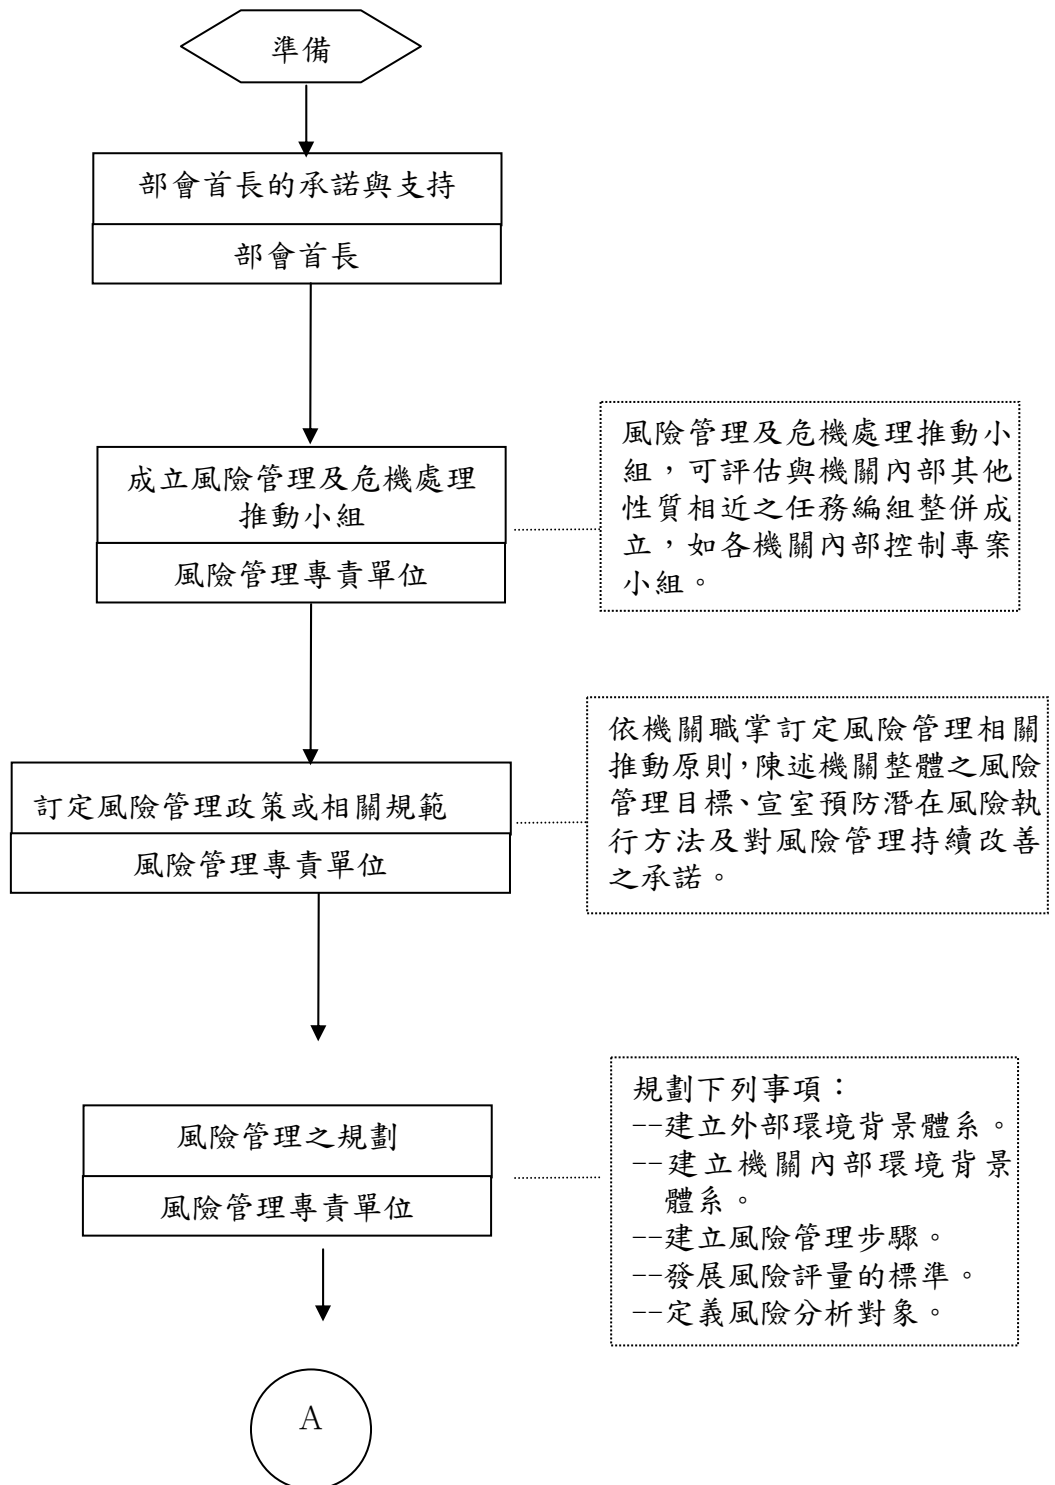 準備
部會首長的承諾與支持
部會首長
成立風險管理及危機處理
推動小組
風險管理專責單位
風險管理及危機處理推動小
組，可評估與機關內部其他
性質相近之任務編組整併成
立，如各機關內部控制專案
小組。
訂定風險管理政策或相關規範
風險管理專責單位
依機關職掌訂定風險管理相關
推動原則，陳述機關整體之風險
管理目標、宣室預防潛在風險執
行方法及對風險管理持續改善
之承諾。
風險管理之規劃
風險管理專責單位
規劃下列事項：
--建立外部環境背景體系。
--建立機關內部環境背景
體系。
--建立風險管理步驟。
--發展風險評量的標準。
--定義風險分析對象。
A